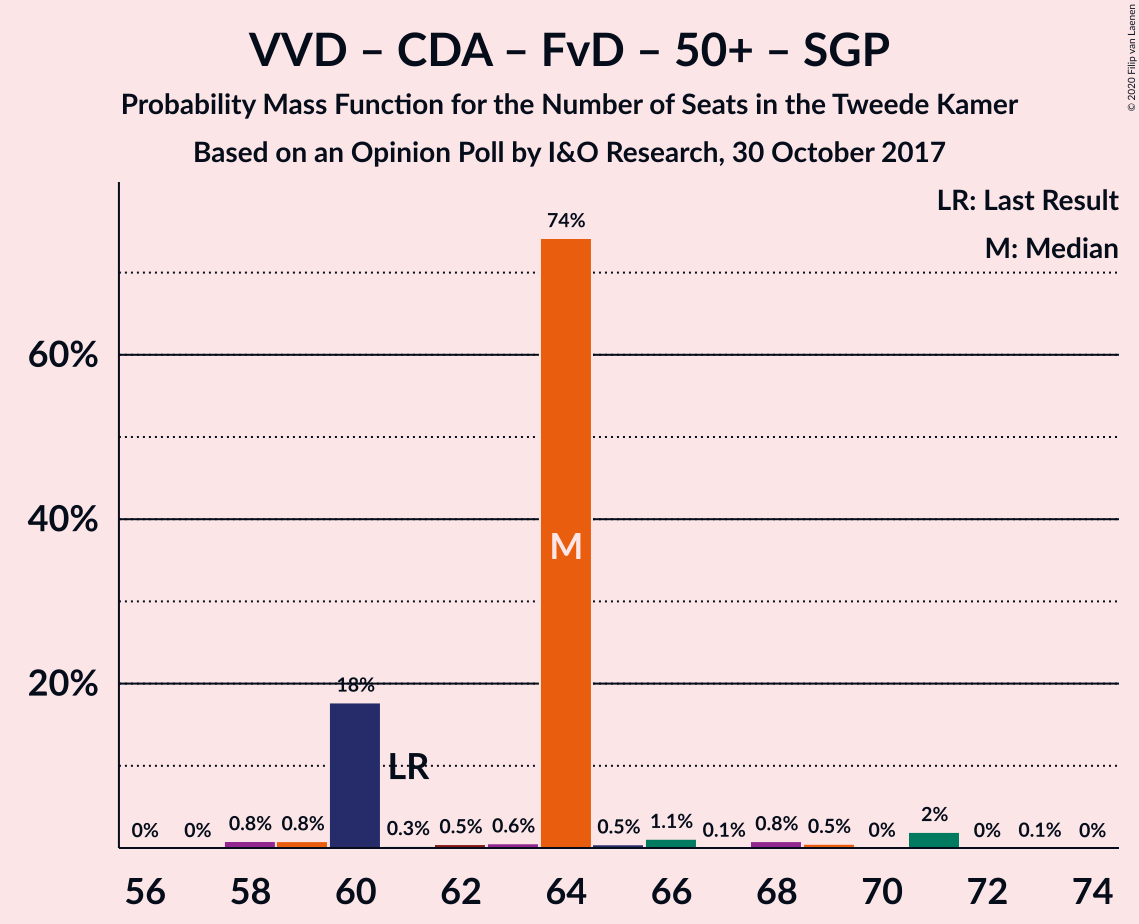 VVD – CDA – FvD – 50+ – SGP
Probability Mass Function for the Number of Seats in the Tweede Kamer
Based on an Opinion Poll by I&O Research, 30 October 2017
© 2020 Filip van Laenen
LR: Last Result
M: Median
74%
60%
40%
M
20%
18%
LR
0% 0% 0.8% 0.8% 0.3% 0.5% 0.6% 0.5% 1.1% 0.1% 0.8% 0.5% 0% 2% 0% 0.1% 0%
56 58 60 62 64 66 68 70 72 74